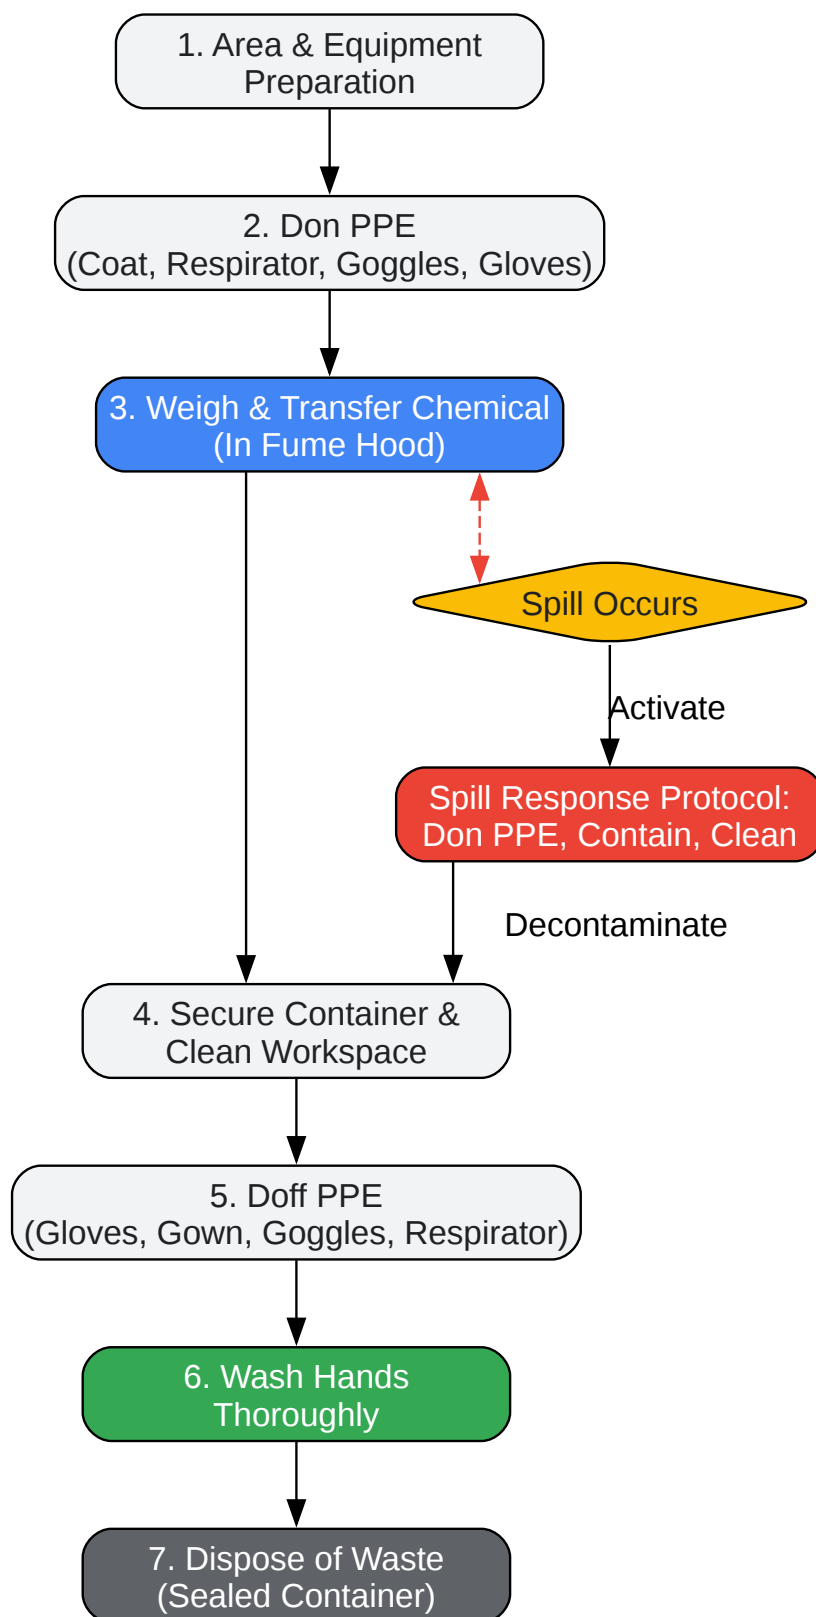 1. Area & Equipment
Preparation
2. Don PPE
(Coat, Respirator, Goggles, Gloves)
3. Weigh & Transfer Chemical
(In Fume Hood)
Spill Occurs
Activate
Spill Response Protocol:
Don PPE, Contain, Clean
Decontaminate
4. Secure Container &
Clean Workspace
5. Doff PPE
(Gloves, Gown, Goggles, Respirator)
6. Wash Hands
Thoroughly
7. Dispose of Waste
(Sealed Container)